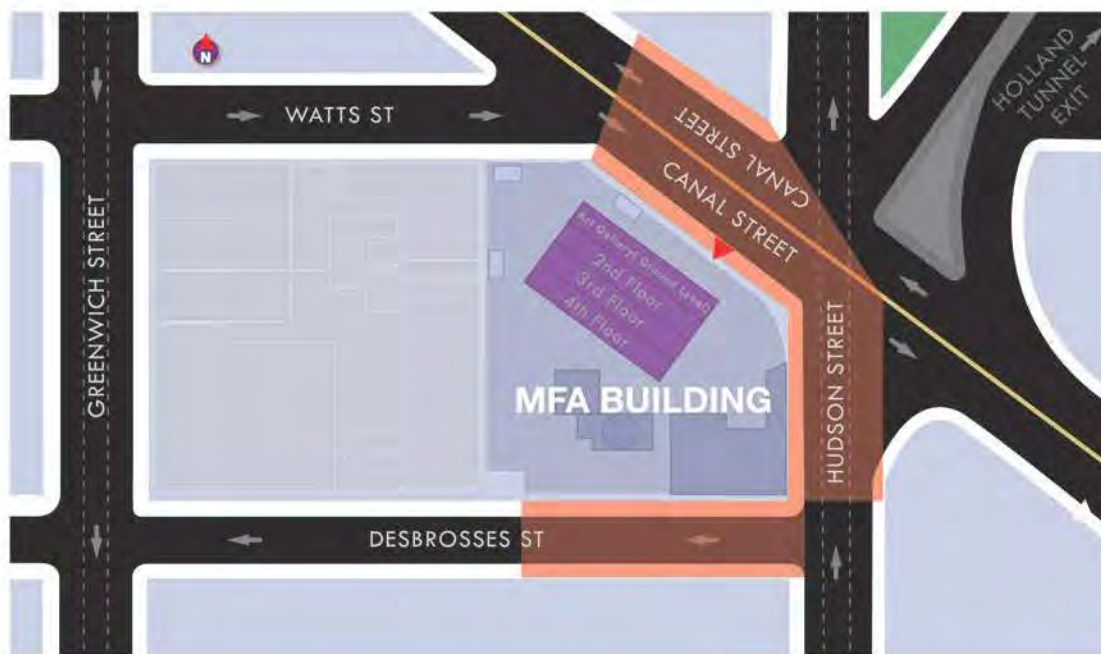 N
WATTS ST
CANAL STREET
CANAL STREET
HOLLAND
TUNNEL
EXIT
GREENWICH STREET
Art Gallery( Ground Level)
2nd Floor
3rd Floor
4th Floor
MFA BUILDING
HUDSON STREET
DESBROSSES ST